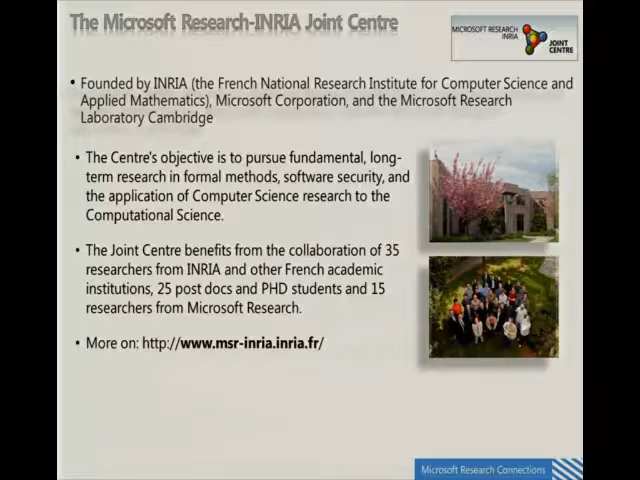 The Microsoft Research-INRIA Joint Centre
MICROSOFT RESEARCH
INRIA
JOINT
CENTRE
• Founded by INRIA (the French National Research Institute for Computer Science and
Applied Mathematics), Microsoft Corporation, and the Microsoft Research
Laboratory Cambridge
• The Centre's objective is to pursue fundamental, long-
term research in formal methods, software security, and
the application of Computer Science research to the
Computational Science.
• The Joint Centre benefits from the collaboration of 35
researchers from INRIA and other French academic
institutions, 25 post docs and PHD students and 15
researchers from Microsoft Research.
• More on: http://www.msr-inria.inria.fr/
Microsoft Research Connections